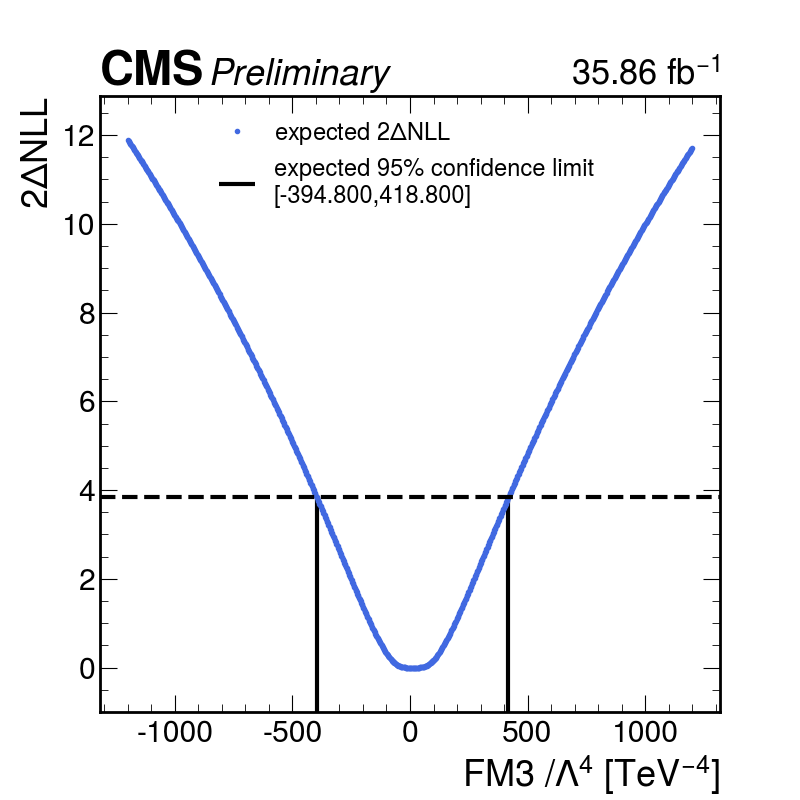 CMS Preliminary 35.86 fb⁻¹
2ΔNLL
expected 2ΔNLL
expected 95% confidence limit
[-394.800,418.800]
12
10
8
6
4
2
0
-1000 -500 0 500 1000
FM3 /Λ⁴ [TeV⁻⁴]